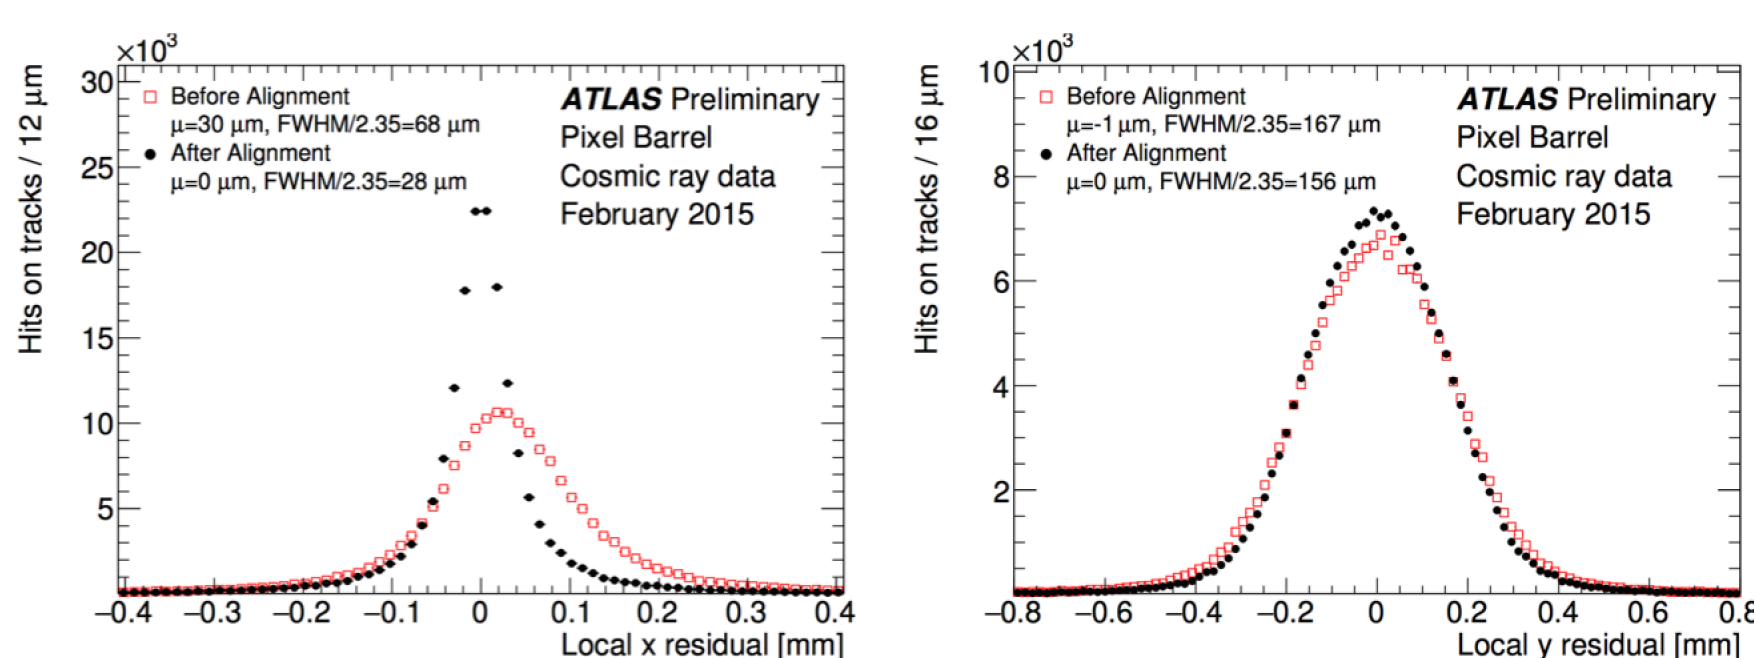 ×10³
Hits on tracks / 12 μm
30
25
20
15
10
5
Before Alignment
μ=30 μm, FWHM/2.35=68 μm
After Alignment
μ=0 μm, FWHM/2.35=28 μm
ATLAS Preliminary
Pixel Barrel
Cosmic ray data
February 2015
−0.4 −0.3 −0.2 −0.1 0 0.1 0.2 0.3 0.4
Local x residual [mm]
×10³
Hits on tracks / 16 μm
10
8
6
4
2
Before Alignment
μ=-1 μm, FWHM/2.35=167 μm
After Alignment
μ=0 μm, FWHM/2.35=156 μm
ATLAS Preliminary
Pixel Barrel
Cosmic ray data
February 2015
−0.8 −0.6 −0.4 −0.2 0 0.2 0.4 0.6 0.8
Local y residual [mm]